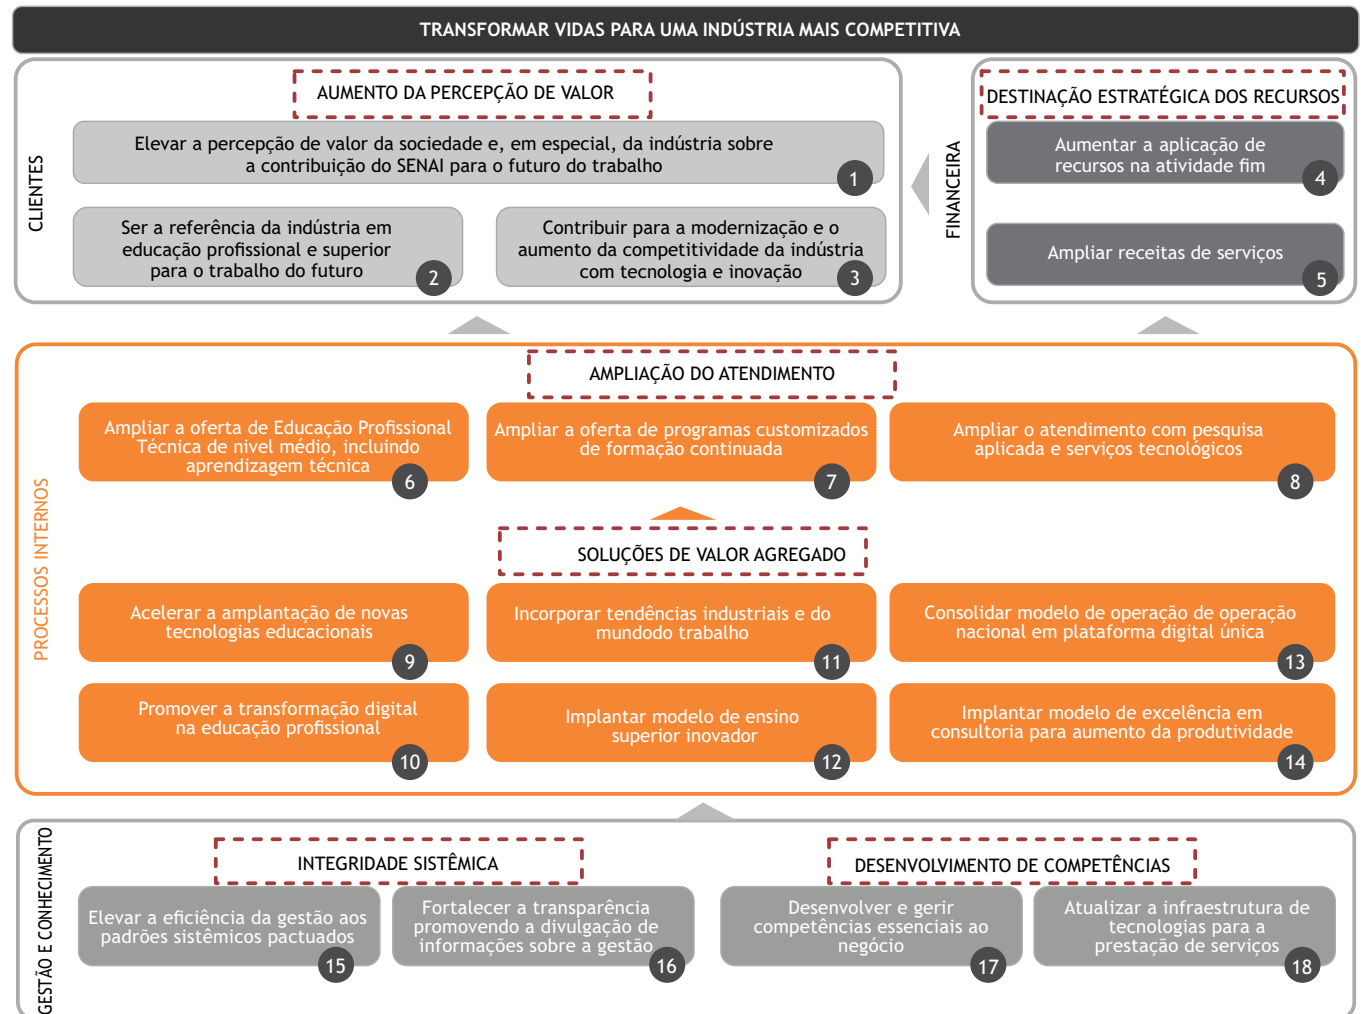 TRANSFORMAR VIDAS PARA UMA INDÚSTRIA MAIS COMPETITIVA
CLIENTES
AUMENTO DA PERCEPÇÃO DE VALOR
Elevar a percepção de valor da sociedade e, em especial, da indústria sobre
a contribuição do SENAI para o futuro do trabalho
1
Ser a referência da indústria em
educação profissional e superior
para o trabalho do futuro
2
Contribuir para a modernização e o
aumento da competitividade da indústria
com tecnologia e inovação
3
FINANCEIRA
DESTINAÇÃO ESTRATÉGICA DOS RECURSOS
Aumentar a aplicação de
recursos na atividade fim
4
Ampliar receitas de serviços
5
PROCESSOS INTERNOS
AMPLIAÇÃO DO ATENDIMENTO
Ampliar a oferta de Educação Profissional
Técnica de nivel médio, incluindo
aprendizagem técnica
6
Ampliar a oferta de programas customizados
de formação continuada
7
Ampliar o atendimento com pesquisa
aplicada e serviços tecnológicos
8
SOLUÇÕES DE VALOR AGREGADO
Acelerar a amplantação de novas
tecnologias educacionais
9
Incorporar tendências industriais e do
mundodo trabalho
11
Consolidar modelo de operação de operação
nacional em plataforma digital única
13
Promover a transformação digital
na educação profissional
10
Implantar modelo de ensino
superior inovador
12
Implantar modelo de excelência em
consultoria para aumento da produtividade
14
GESTÃO E CONHECIMENTO
INTEGRIDADE SISTÊMICA
Elevar a eficiência da gestão aos
padrões sistêmicos pactuados
15
Fortalecer a transparência
promovendo a divulgação de
informações sobre a gestão
16
DESENVOLVIMENTO DE COMPETÊNCIAS
Desenvolver e gerir
competências essenciais ao
negócio
17
Atualizar a infraestrutura de
tecnologias para a
prestação de serviços
18